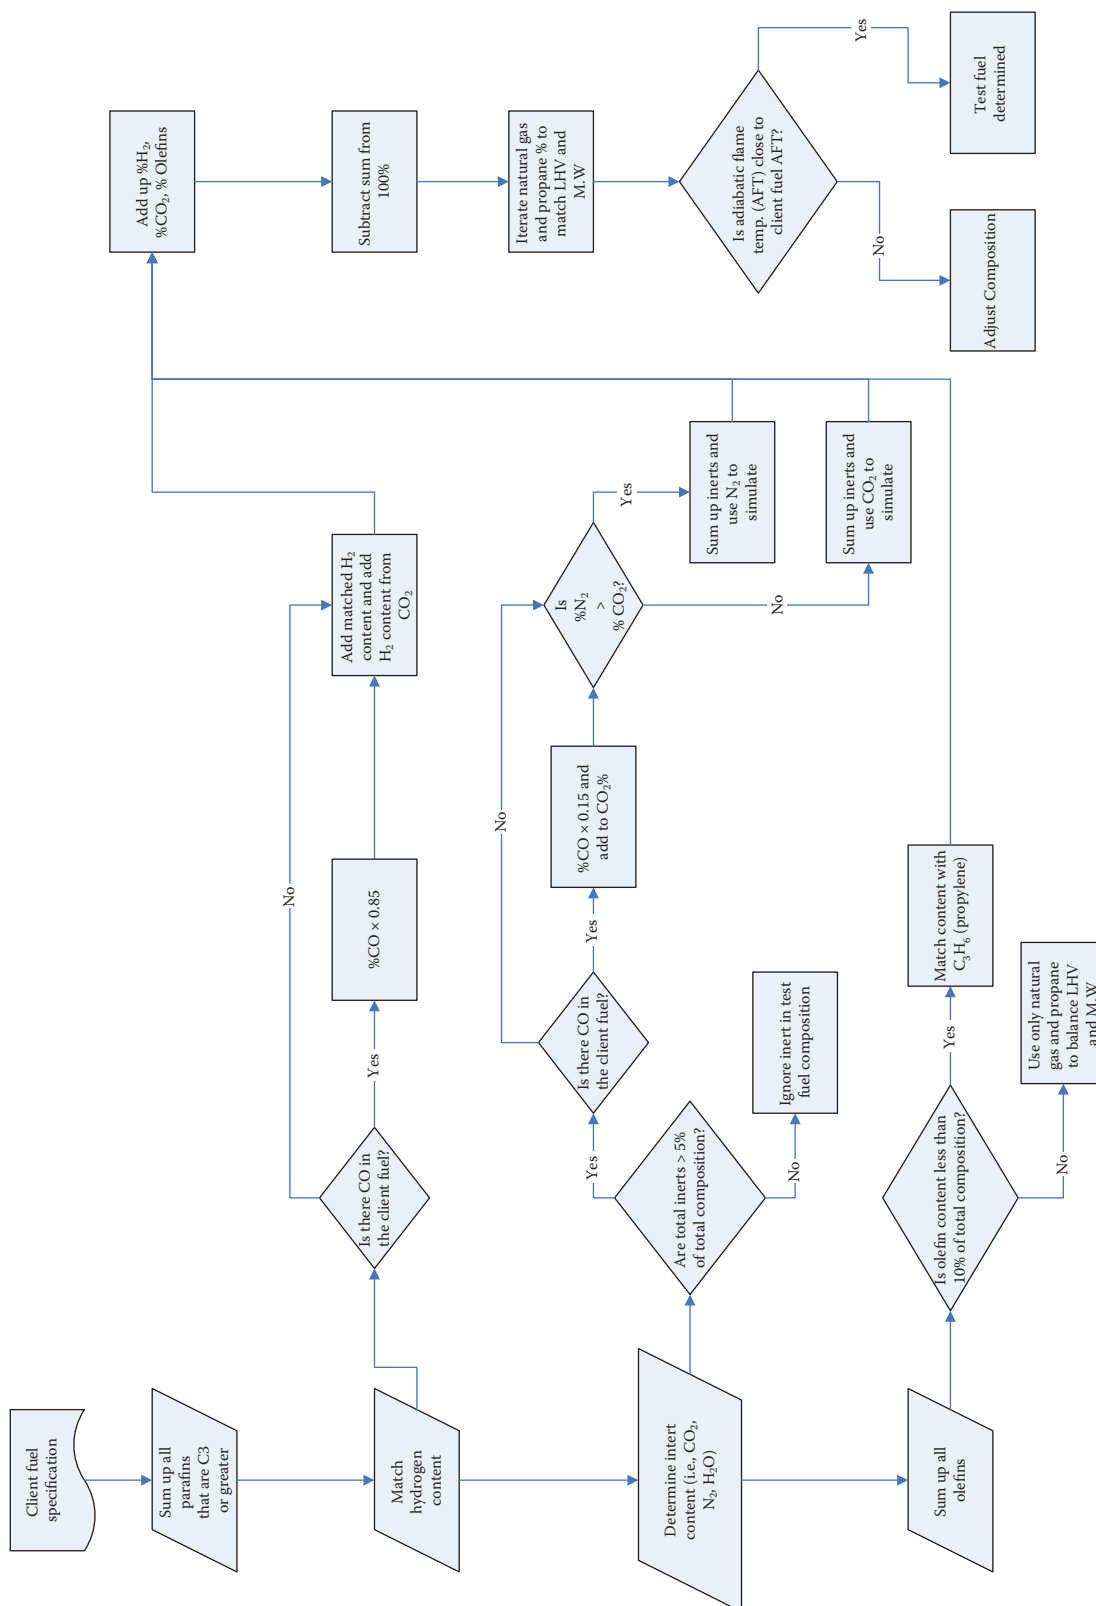 Client fuel
specification
Sum up all
parafins
that are C3
or greater
Match
hydrogen
content
Determine intert
content (i.e., CO₂,
N₂, H₂O)
Sum up all
olefins
Is there CO in
the client fuel?
No
Yes
%CO × 0.85
Add matched H₂
content and add
H₂ content from
CO₂
Are total inerts > 5%
of total composition?
Yes
No
Ignore inert in test
fuel composition
Is there CO in
the client fuel?
No
Yes
%CO × 0.15 and
add to CO₂%
Is
%N₂
>
% CO₂?
Yes
No
Sum up inerts and
use N₂ to
simulate
Sum up inerts and
use CO₂ to
simulate
Is olefin content less than
10% of total composition?
Yes
No
Match content with
C₃H₆ (propylene)
Use only natural
gas and propane
to balance LHV
and M.W
Add up %H₂,
%CO₂, % Olefins
Subtract sum from
100%
Iterate natural gas
and propane % to
match LHV and
M.W
Is adiabatic flame
temp. (AFT) close to
client fuel AFT?
No
Yes
Adjust Composition
Test fuel
determined